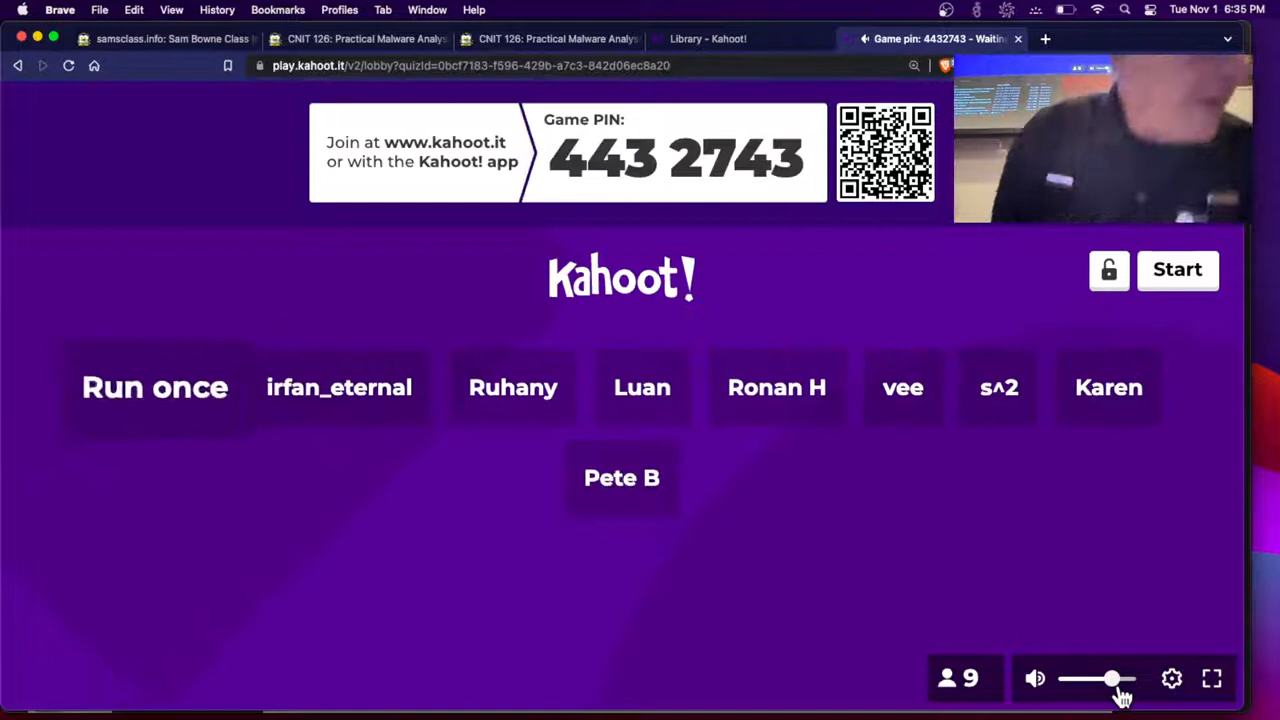 Brave File Edit View History Bookmarks Profiles Tab Window Help Tue Nov 1 6:35 PM
samsclass.info: Sam Bowne Class CNIT 126: Practical Malware Analys CNIT 126: Practical Malware Analys Library - Kahoot! Game pin: 4432743 - Waitin
play.kahoot.it/v2/lobby?quizId=0bcf7183-f596-429b-a7c3-842d06ec8a20
Join at www.kahoot.it
or with the Kahoot! app
Game PIN:
443 2743
Kahoot!
Start
Run once irfan_eternal Ruhany Luan Ronan H vee s^2 Karen
Pete B
9